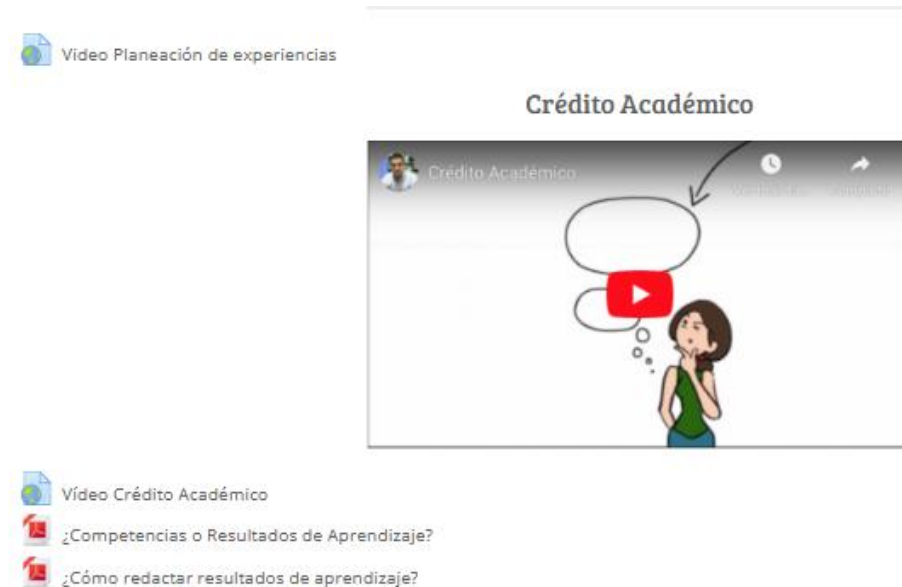 Video Planeación de experiencias
Crédito Académico
Crédito Académico
Vídeo Crédito Académico
¿Competencias o Resultados de Aprendizaje?
¿Cómo redactar resultados de aprendizaje?